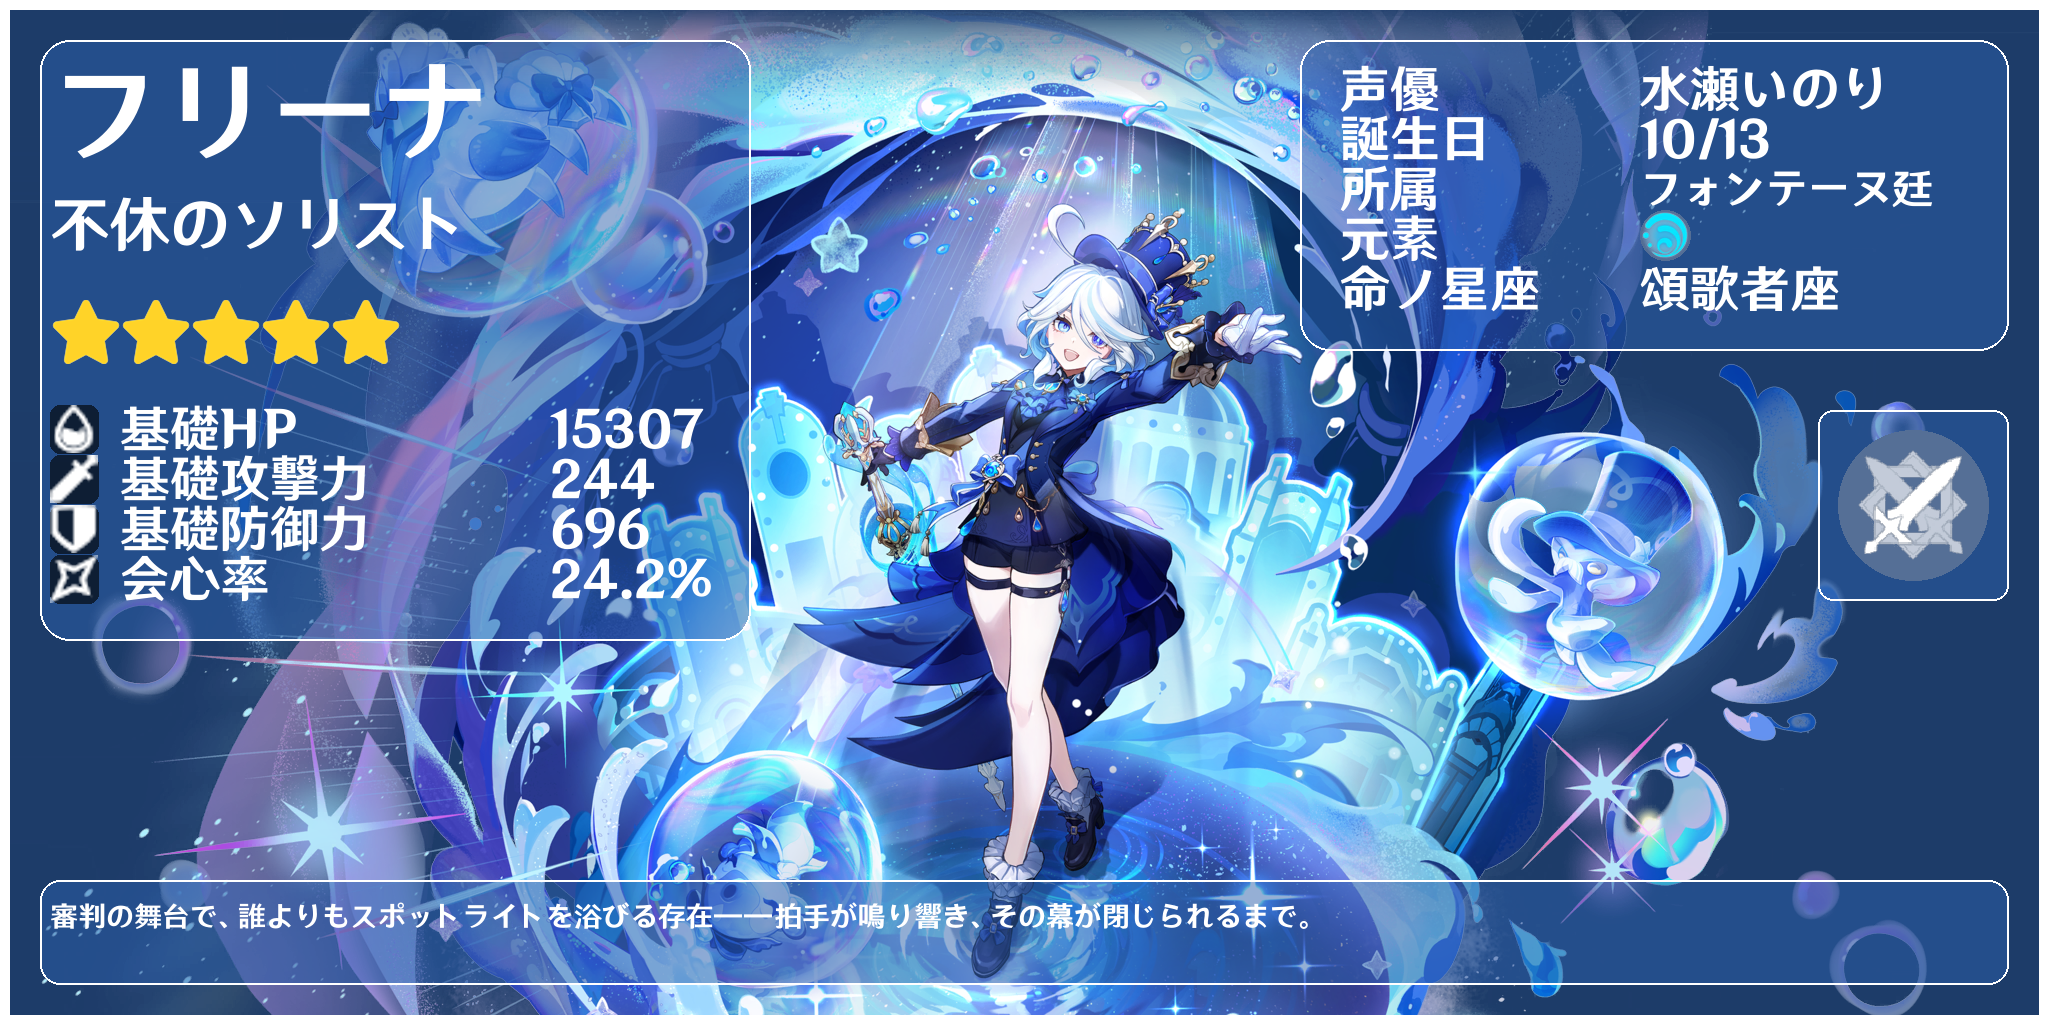 フリーナ
不休のソリスト
基礎HP 15307
基礎攻撃力 244
基礎防御力 696
会心率 24.2%
声優 水瀬いのり
誕生日 10/13
所属 フォンテーヌ廷
元素
命ノ星座 頌歌者座
審判の舞台で、誰よりもスポットライトを浴びる存在——拍手が鳴り響き、その幕が閉じられるまで。